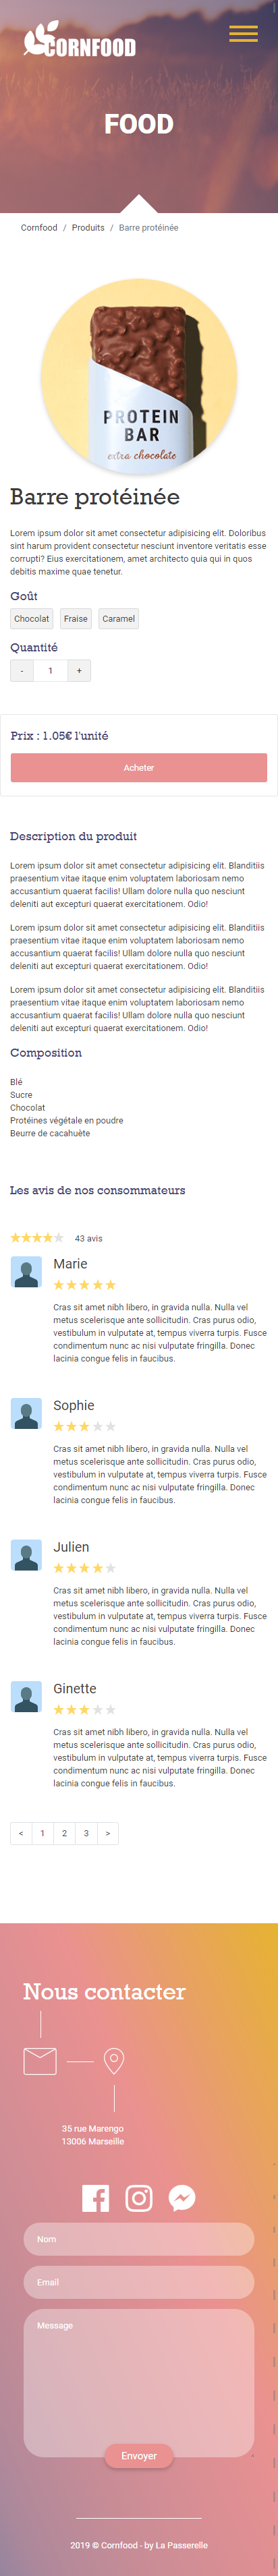 CORNFOOD
FOOD
Cornfood / Produits / Barre protéinée
PROTEIN
BAR
extra chocolate
Barre protéinée
Lorem ipsum dolor sit amet consectetur adipisicing elit. Doloribus
sint harum provident consectetur nesciunt inventore veritatis esse
corrupti? Eius exercitationem, amet architecto quia qui in quos
debitis maxime quae tenetur.
Goût
Chocolat Fraise Caramel
Quantité
- 1 +
Prix : 1.05€ l'unité
Acheter
Description du produit
Lorem ipsum dolor sit amet consectetur adipisicing elit. Blanditiis
praesentium vitae itaque enim voluptatem laboriosam nemo
accusantium quaerat facilis! Ullam dolore nulla quo nesciunt
deleniti aut excepturi quaerat exercitationem. Odio!
Lorem ipsum dolor sit amet consectetur adipisicing elit. Blanditiis
praesentium vitae itaque enim voluptatem laboriosam nemo
accusantium quaerat facilis! Ullam dolore nulla quo nesciunt
deleniti aut excepturi quaerat exercitationem. Odio!
Lorem ipsum dolor sit amet consectetur adipisicing elit. Blanditiis
praesentium vitae itaque enim voluptatem laboriosam nemo
accusantium quaerat facilis! Ullam dolore nulla quo nesciunt
deleniti aut excepturi quaerat exercitationem. Odio!
Composition
Blé
Sucre
Chocolat
Protéines végétale en poudre
Beurre de cacahuète
Les avis de nos consommateurs
43 avis
Marie
Cras sit amet nibh libero, in gravida nulla. Nulla vel
metus scelerisque ante sollicitudin. Cras purus odio,
vestibulum in vulputate at, tempus viverra turpis. Fusce
condimentum nunc ac nisi vulputate fringilla. Donec
lacinia congue felis in faucibus.
Sophie
Cras sit amet nibh libero, in gravida nulla. Nulla vel
metus scelerisque ante sollicitudin. Cras purus odio,
vestibulum in vulputate at, tempus viverra turpis. Fusce
condimentum nunc ac nisi vulputate fringilla. Donec
lacinia congue felis in faucibus.
Julien
Cras sit amet nibh libero, in gravida nulla. Nulla vel
metus scelerisque ante sollicitudin. Cras purus odio,
vestibulum in vulputate at, tempus viverra turpis. Fusce
condimentum nunc ac nisi vulputate fringilla. Donec
lacinia congue felis in faucibus.
Ginette
Cras sit amet nibh libero, in gravida nulla. Nulla vel
metus scelerisque ante sollicitudin. Cras purus odio,
vestibulum in vulputate at, tempus viverra turpis. Fusce
condimentum nunc ac nisi vulputate fringilla. Donec
lacinia congue felis in faucibus.
< 1 2 3 >
Nous contacter
35 rue Marengo
13006 Marseille
Nom
Email
Message
Envoyer
2019 © Cornfood - by La Passerelle